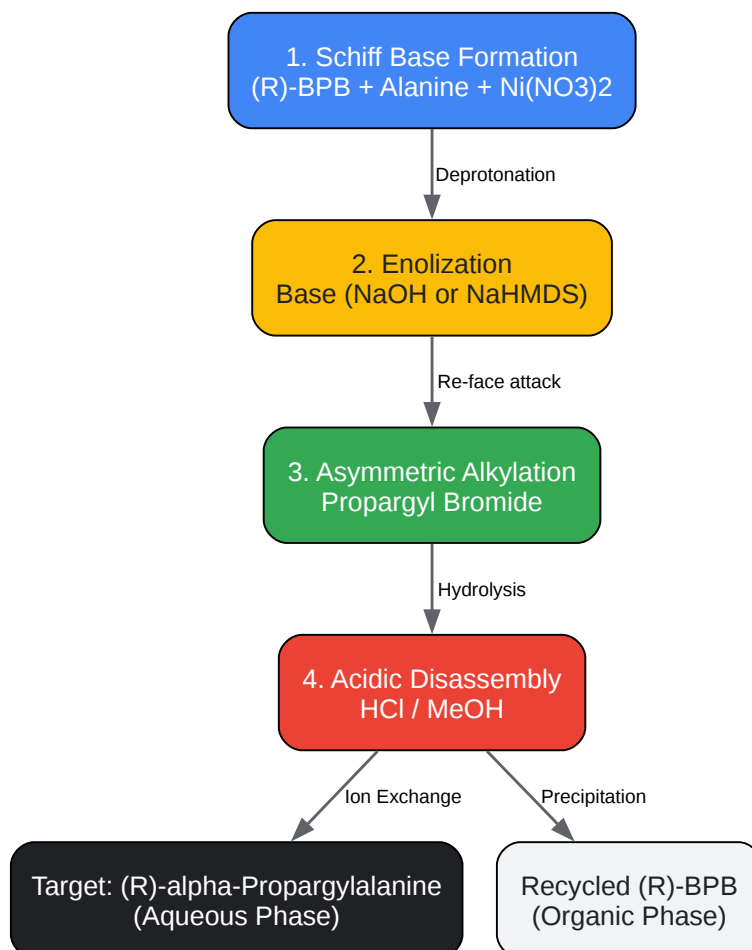 1. Schiff Base Formation
(R)-BPB + Alanine + Ni(NO3)2
Deprotonation
2. Enolization
Base (NaOH or NaHMDS)
Re-face attack
3. Asymmetric Alkylation
Propargyl Bromide
Hydrolysis
4. Acidic Disassembly
HCl / MeOH
Ion Exchange
Precipitation
Target: (R)-alpha-Propargylalanine
(Aqueous Phase)
Recycled (R)-BPB
(Organic Phase)